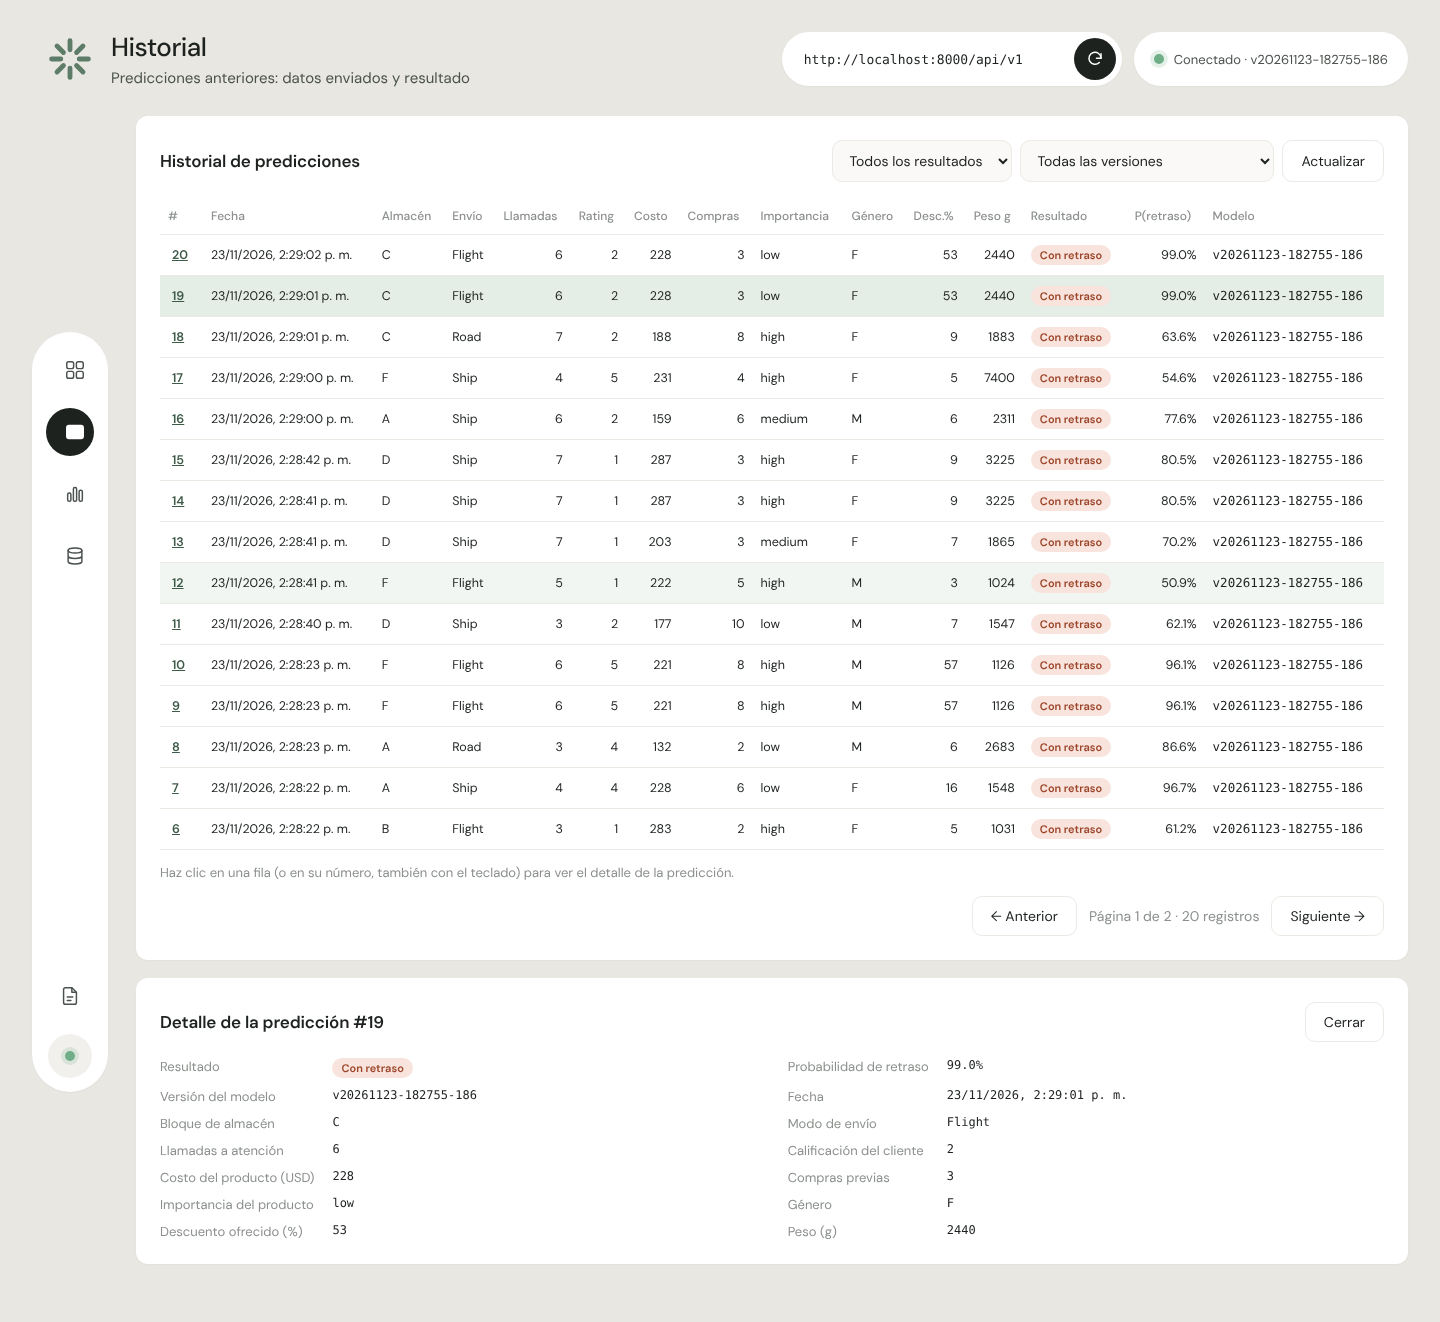 Historial
Predicciones anteriores: datos enviados y resultado
http://localhost:8000/api/v1
Conectado · v20261123-182755-186
Historial de predicciones
Todos los resultados
Todas las versiones
Actualizar
# Fecha Almacén Envío Llamadas Rating Costo Compras Importancia Género Desc.% Peso g Resultado P(retraso) Modelo
20 23/11/2026, 2:29:02 p. m. C Flight 6 2 228 3 low F 53 2440 Con retraso 99.0% v20261123-182755-186
19 23/11/2026, 2:29:01 p. m. C Flight 6 2 228 3 low F 53 2440 Con retraso 99.0% v20261123-182755-186
18 23/11/2026, 2:29:01 p. m. C Road 7 2 188 8 high F 9 1883 Con retraso 63.6% v20261123-182755-186
17 23/11/2026, 2:29:00 p. m. F Ship 4 5 231 4 high F 5 7400 Con retraso 54.6% v20261123-182755-186
16 23/11/2026, 2:29:00 p. m. A Ship 6 2 159 6 medium M 6 2311 Con retraso 77.6% v20261123-182755-186
15 23/11/2026, 2:28:42 p. m. D Ship 7 1 287 3 high F 9 3225 Con retraso 80.5% v20261123-182755-186
14 23/11/2026, 2:28:41 p. m. D Ship 7 1 287 3 high F 9 3225 Con retraso 80.5% v20261123-182755-186
13 23/11/2026, 2:28:41 p. m. D Ship 7 1 203 3 medium F 7 1865 Con retraso 70.2% v20261123-182755-186
12 23/11/2026, 2:28:41 p. m. F Flight 5 1 222 5 high M 3 1024 Con retraso 50.9% v20261123-182755-186
11 23/11/2026, 2:28:40 p. m. D Ship 3 2 177 10 low M 7 1547 Con retraso 62.1% v20261123-182755-186
10 23/11/2026, 2:28:23 p. m. F Flight 6 5 221 8 high M 57 1126 Con retraso 96.1% v20261123-182755-186
9 23/11/2026, 2:28:23 p. m. F Flight 6 5 221 8 high M 57 1126 Con retraso 96.1% v20261123-182755-186
8 23/11/2026, 2:28:23 p. m. A Road 3 4 132 2 low M 6 2683 Con retraso 86.6% v20261123-182755-186
7 23/11/2026, 2:28:22 p. m. A Ship 4 4 228 6 low F 16 1548 Con retraso 96.7% v20261123-182755-186
6 23/11/2026, 2:28:22 p. m. B Flight 3 1 283 2 high F 5 1031 Con retraso 61.2% v20261123-182755-186
Haz clic en una fila (o en su número, también con el teclado) para ver el detalle de la predicción.
← Anterior
Página 1 de 2 · 20 registros
Siguiente →
Detalle de la predicción #19
Cerrar
Resultado Con retraso Probabilidad de retraso 99.0%
Versión del modelo v20261123-182755-186 Fecha 23/11/2026, 2:29:01 p. m.
Bloque de almacén C Modo de envío Flight
Llamadas a atención 6 Calificación del cliente 2
Costo del producto (USD) 228 Compras previas 3
Importancia del producto low Género F
Descuento ofrecido (%) 53 Peso (g) 2440